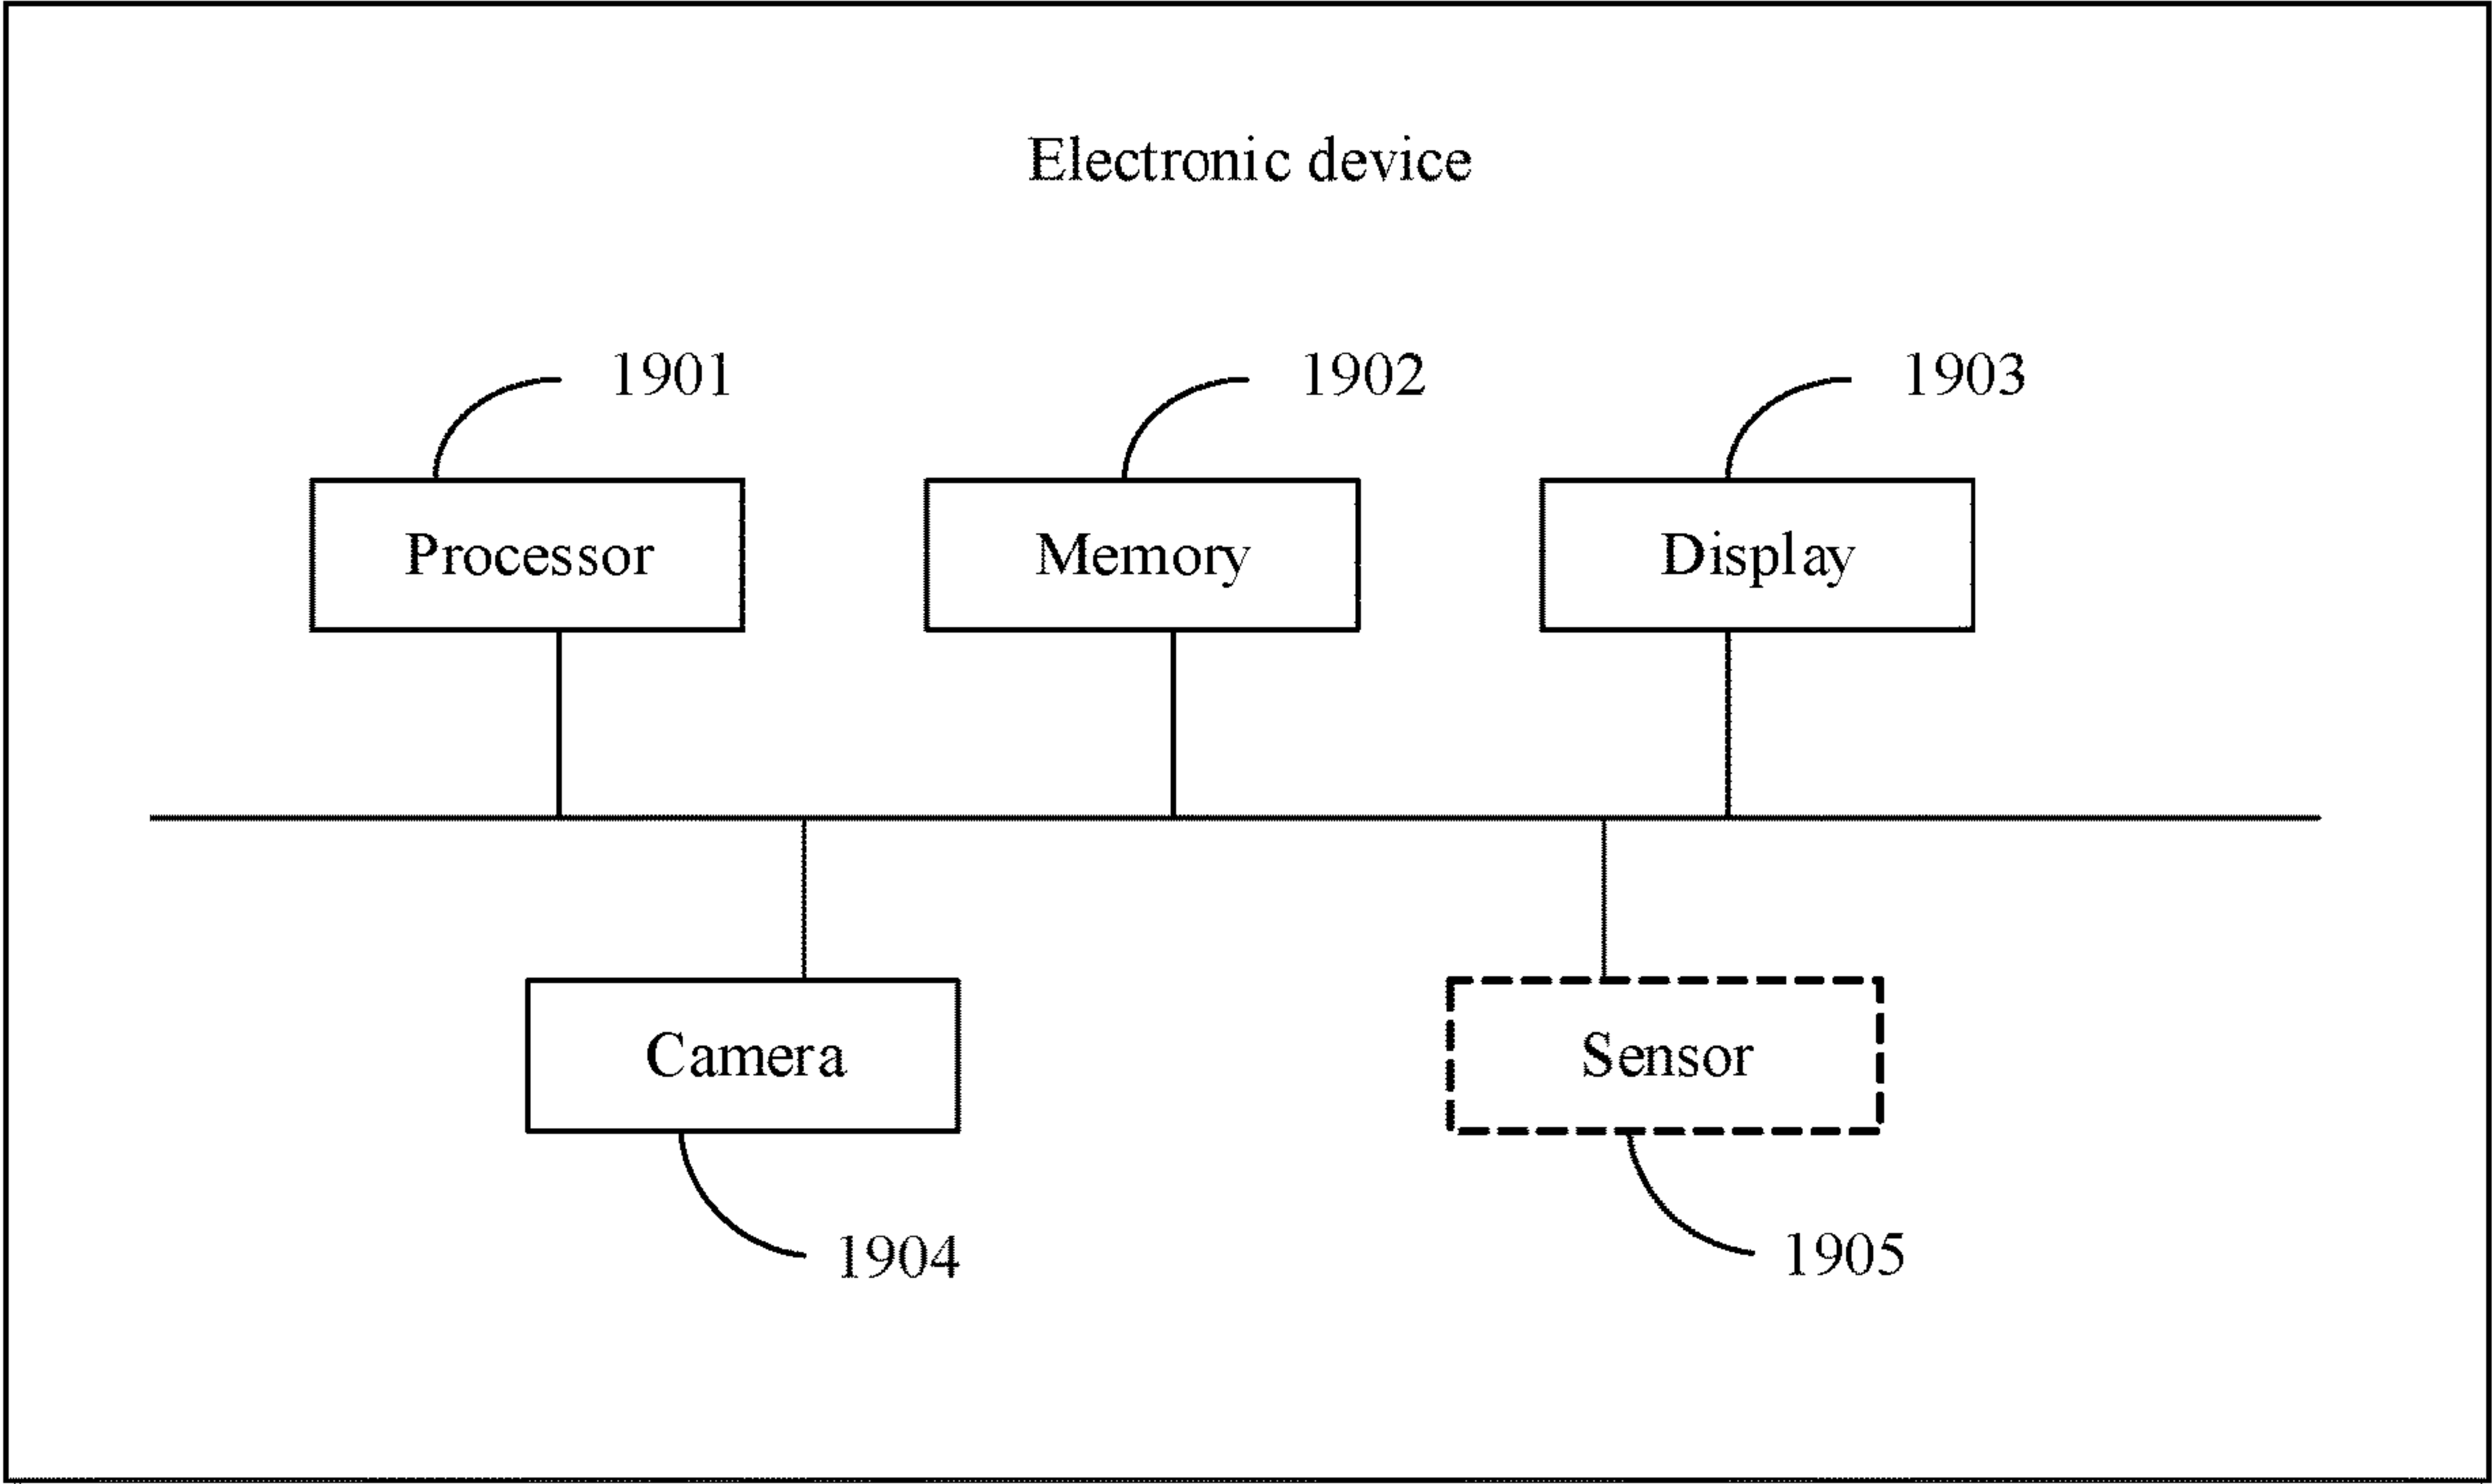 Electronic device
1901
1902
1903
Processor
Memory
Display
Camera
Sensor
1904
1905